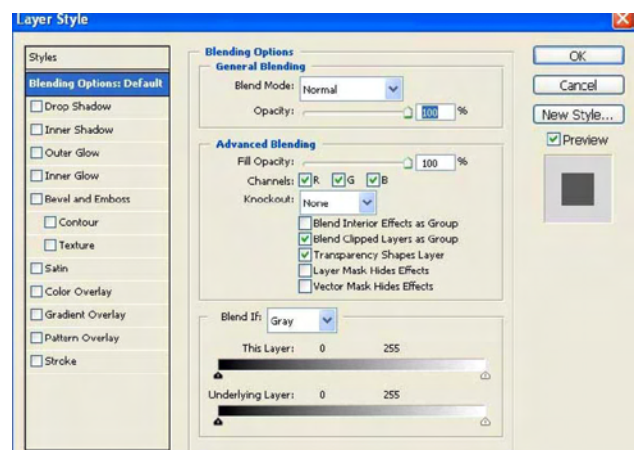 Layer Style
Styles
Blending Options: Default
Drop Shadow
Inner Shadow
Outer Glow
Inner Glow
Bevel and Emboss
Contour
Texture
Satin
Color Overlay
Gradient Overlay
Pattern Overlay
Stroke
Blending Options
General Blending
Blend Mode: Normal
Opacity: 100 %
Advanced Blending
Fill Opacity: 100 %
Channels: R G B
Knockout: None
Blend Interior Effects as Group
Blend Clipped Layers as Group
Transparency Shapes Layer
Layer Mask Hides Effects
Vector Mask Hides Effects
Blend If: Gray
This Layer: 0 255
Underlying Layer: 0 255
OK
Cancel
New Style...
Preview